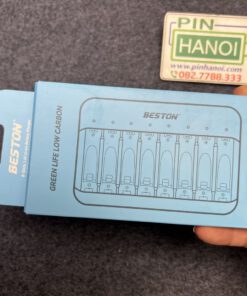 PIN
HANOI
www.pinhanoi.com
082.7788.333
BESTON
GREEN LIFE LOW CARBON
BESTON